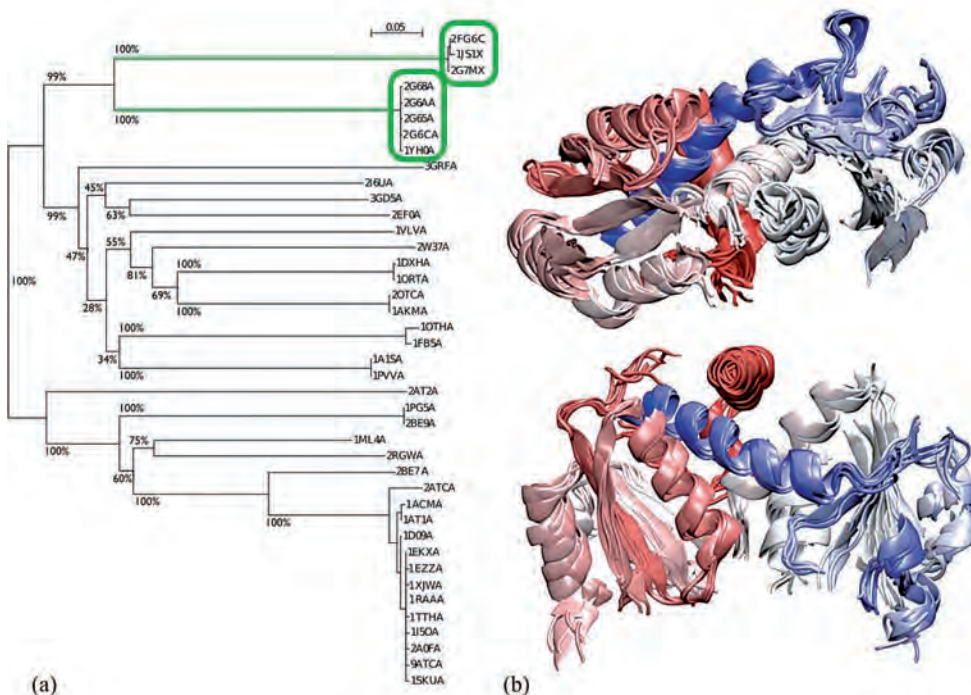 0.05
2FG6C
100%
1JS1X
2G7MX
99%
2G68A
2G6AA
2G65A
100%
2G6CA
1YH0A
3GRFA
45%
2I6UA
3GD5A
63%
99%
2EF0A
55%
1VLVA
47%
2W37A
81%
100%
1DXHA
1ORTA
100%
69%
2OTCA
28%
100%
1AKMA
100%
1OTHA
1FB5A
34%
1A1SA
100%
1PVVA
2AT2A
100%
1PG5A
2BE9A
100%
75%
1ML4A
2RGWA
60%
2BE7A
100%
2ATCA
100%
1ACMA
1AT1A
1D09A
1EKXA
1EZZA
1XJWA
1RAAA
1TTHA
1I5OA
2A0FA
9ATCA
1SKUA
(a)
(b)